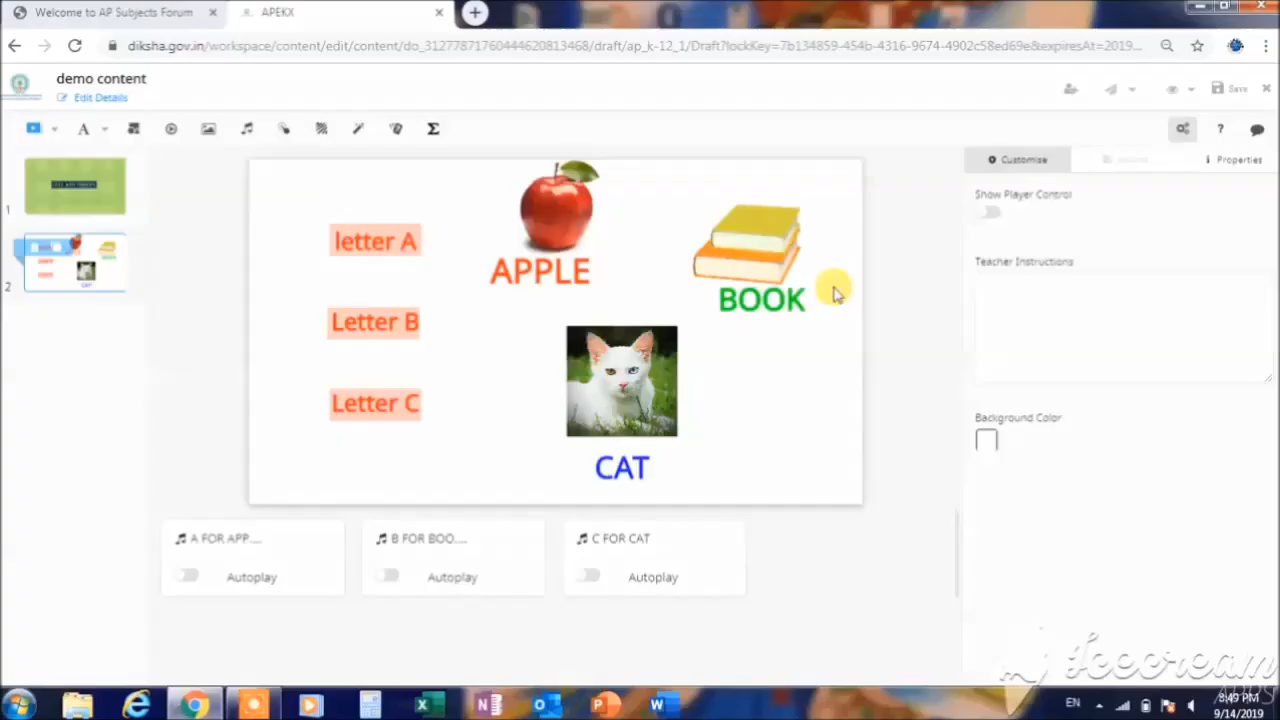 Welcome to AP Subjects Forum
APEKX
diksha.gov.in/workspace/content/edit/content/do_31277871760444620813468/draft/ap_k-12_1/Draft?lockKey=7b134859-454b-4316-9674-4902c58ed69e&expiresAt=2019...
demo content
Edit Details
Save
A
Σ
?
Customise
Properties
1
2
letter A
APPLE
BOOK
Letter B
Letter C
CAT
Show Player Control
Teacher Instructions
Background Color
A FOR APP....
B FOR BOO....
C FOR CAT
Autoplay
Autoplay
Autoplay
Icecream
APPS
EN
8:49 PM
9/14/2019